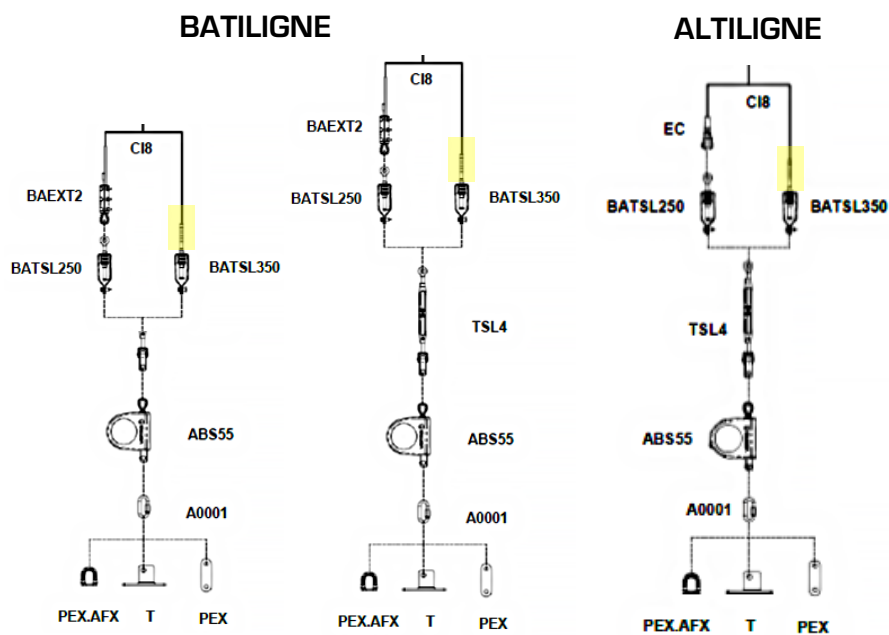 BATILIGNE
CI8
BAEXT2
BATSL250 BATSL350
ABS55
A0001
PEX.AFX T PEX
CI8
BAEXT2
BATSL250 BATSL350
TSL4
ABS55
A0001
PEX.AFX T PEX
ALTILIGNE
CI8
EC
BATSL250 BATSL350
TSL4
ABS55
A0001
PEX.AFX T PEX